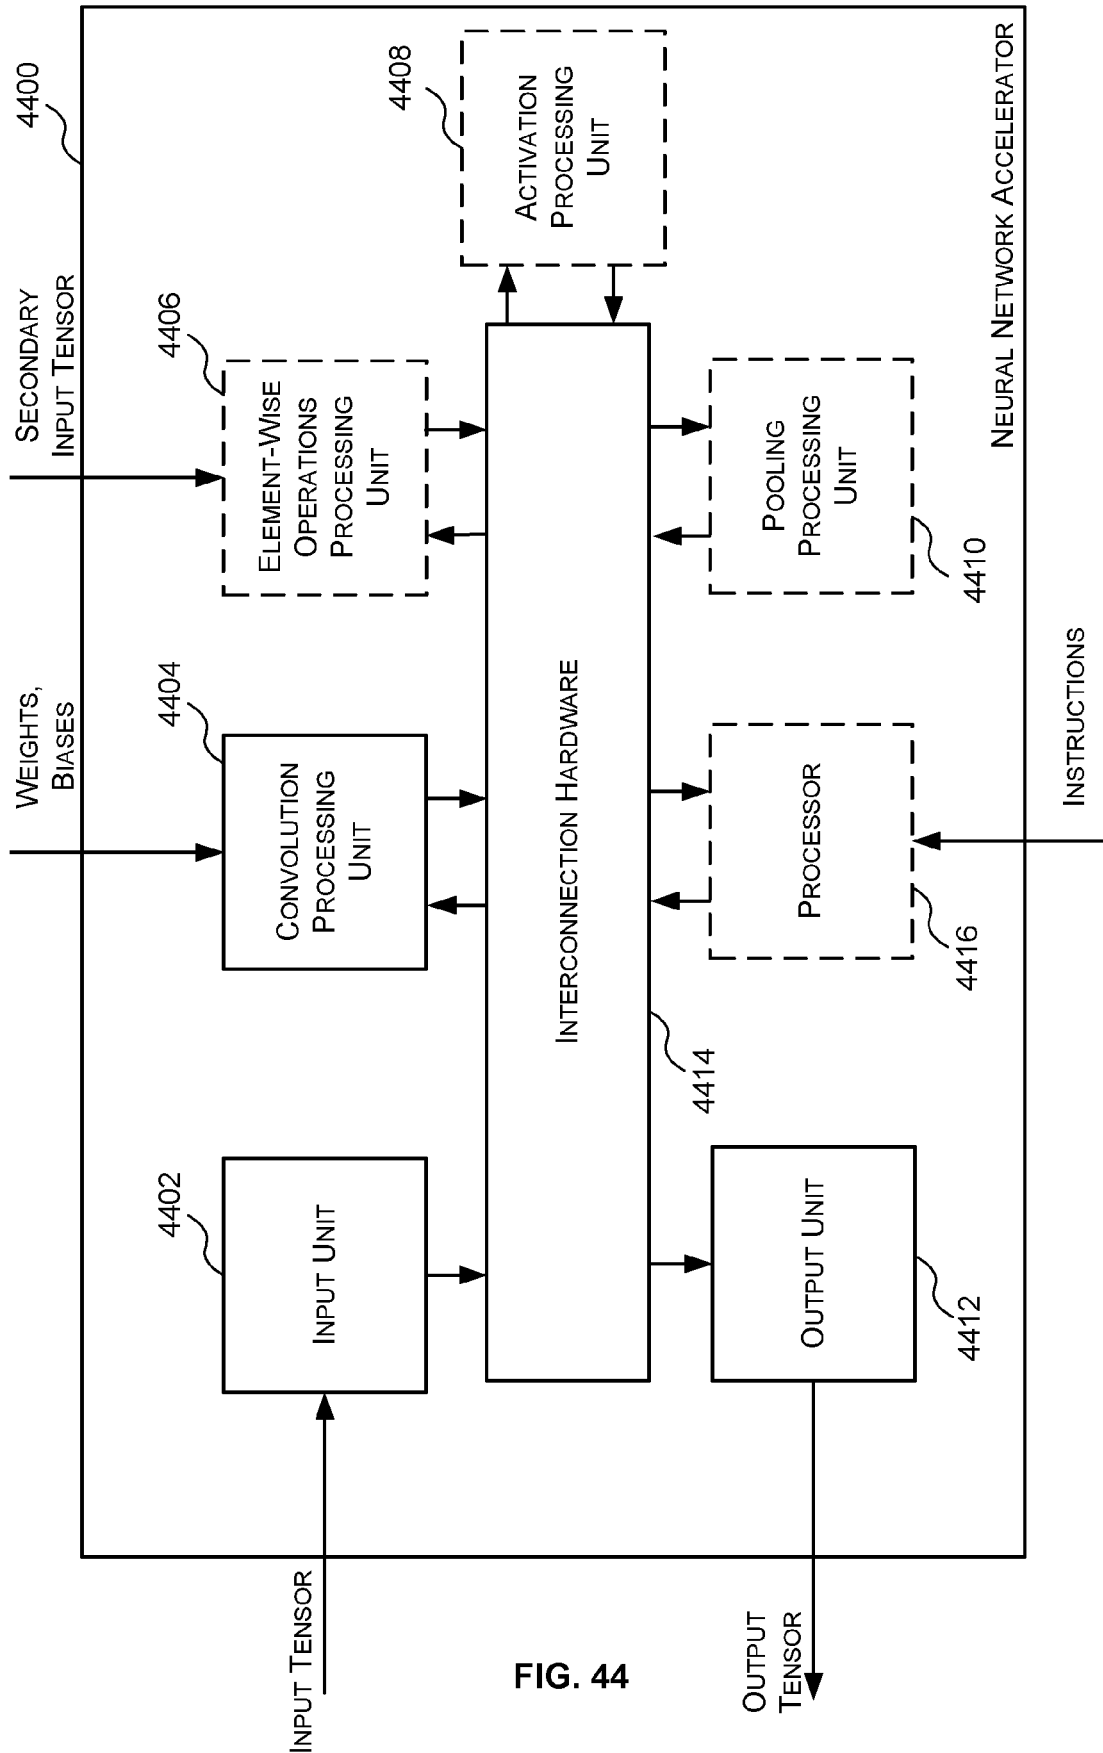 4400
WEIGHTS,
BIASES
SECONDARY
INPUT TENSOR
4402
4404
4406
4408
INPUT TENSOR
INPUT UNIT
CONVOLUTION
PROCESSING
UNIT
ELEMENT-WISE
OPERATIONS
PROCESSING
UNIT
ACTIVATION
PROCESSING
UNIT
INTERCONNECTION HARDWARE
4414
OUTPUT
TENSOR
OUTPUT UNIT
PROCESSOR
POOLING
PROCESSING
UNIT
4412
4416
4410
NEURAL NETWORK ACCELERATOR
INSTRUCTIONS
FIG. 44